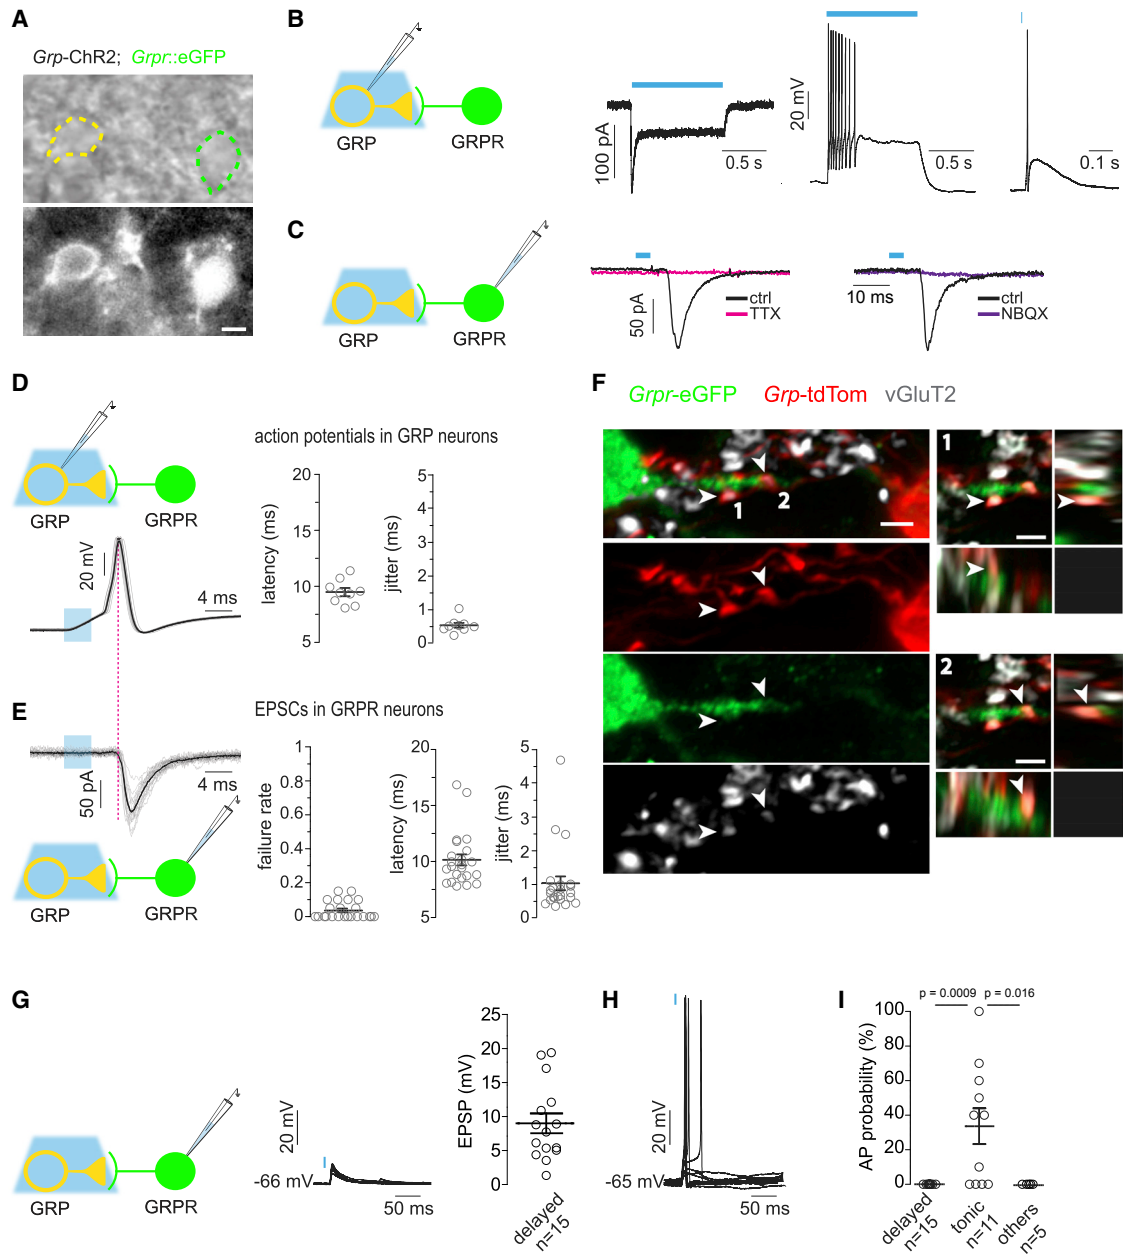 A
Grp-ChR2; Grpr::eGFP
B
GRP
GRPR
100 pA
0.5 s
20 mV
0.5 s
0.1 s
C
GRP
GRPR
50 pA
ctrl
TTX
10 ms
ctrl
NBQX
D
GRP
GRPR
20 mV
4 ms
action potentials in GRP neurons
latency (ms)
20
15
10
5
jitter (ms)
5
4
3
2
1
0
E
50 pA
4 ms
GRP
GRPR
EPSCs in GRPR neurons
failure rate
1
0.8
0.6
0.4
0.2
0
latency (ms)
20
15
10
5
jitter (ms)
5
4
3
2
1
0
F
Grpr-eGFP Grp-tdTom vGluT2
1
2
1
2
G
GRP
GRPR
20 mV
-66 mV
50 ms
EPSP (mV)
25
20
15
10
5
0
delayed
n=15
H
20 mV
-65 mV
50 ms
I
p = 0.0009
p = 0.016
AP probability (%)
100
80
60
40
20
0
delayed
n=15
tonic
n=11
others
n=5